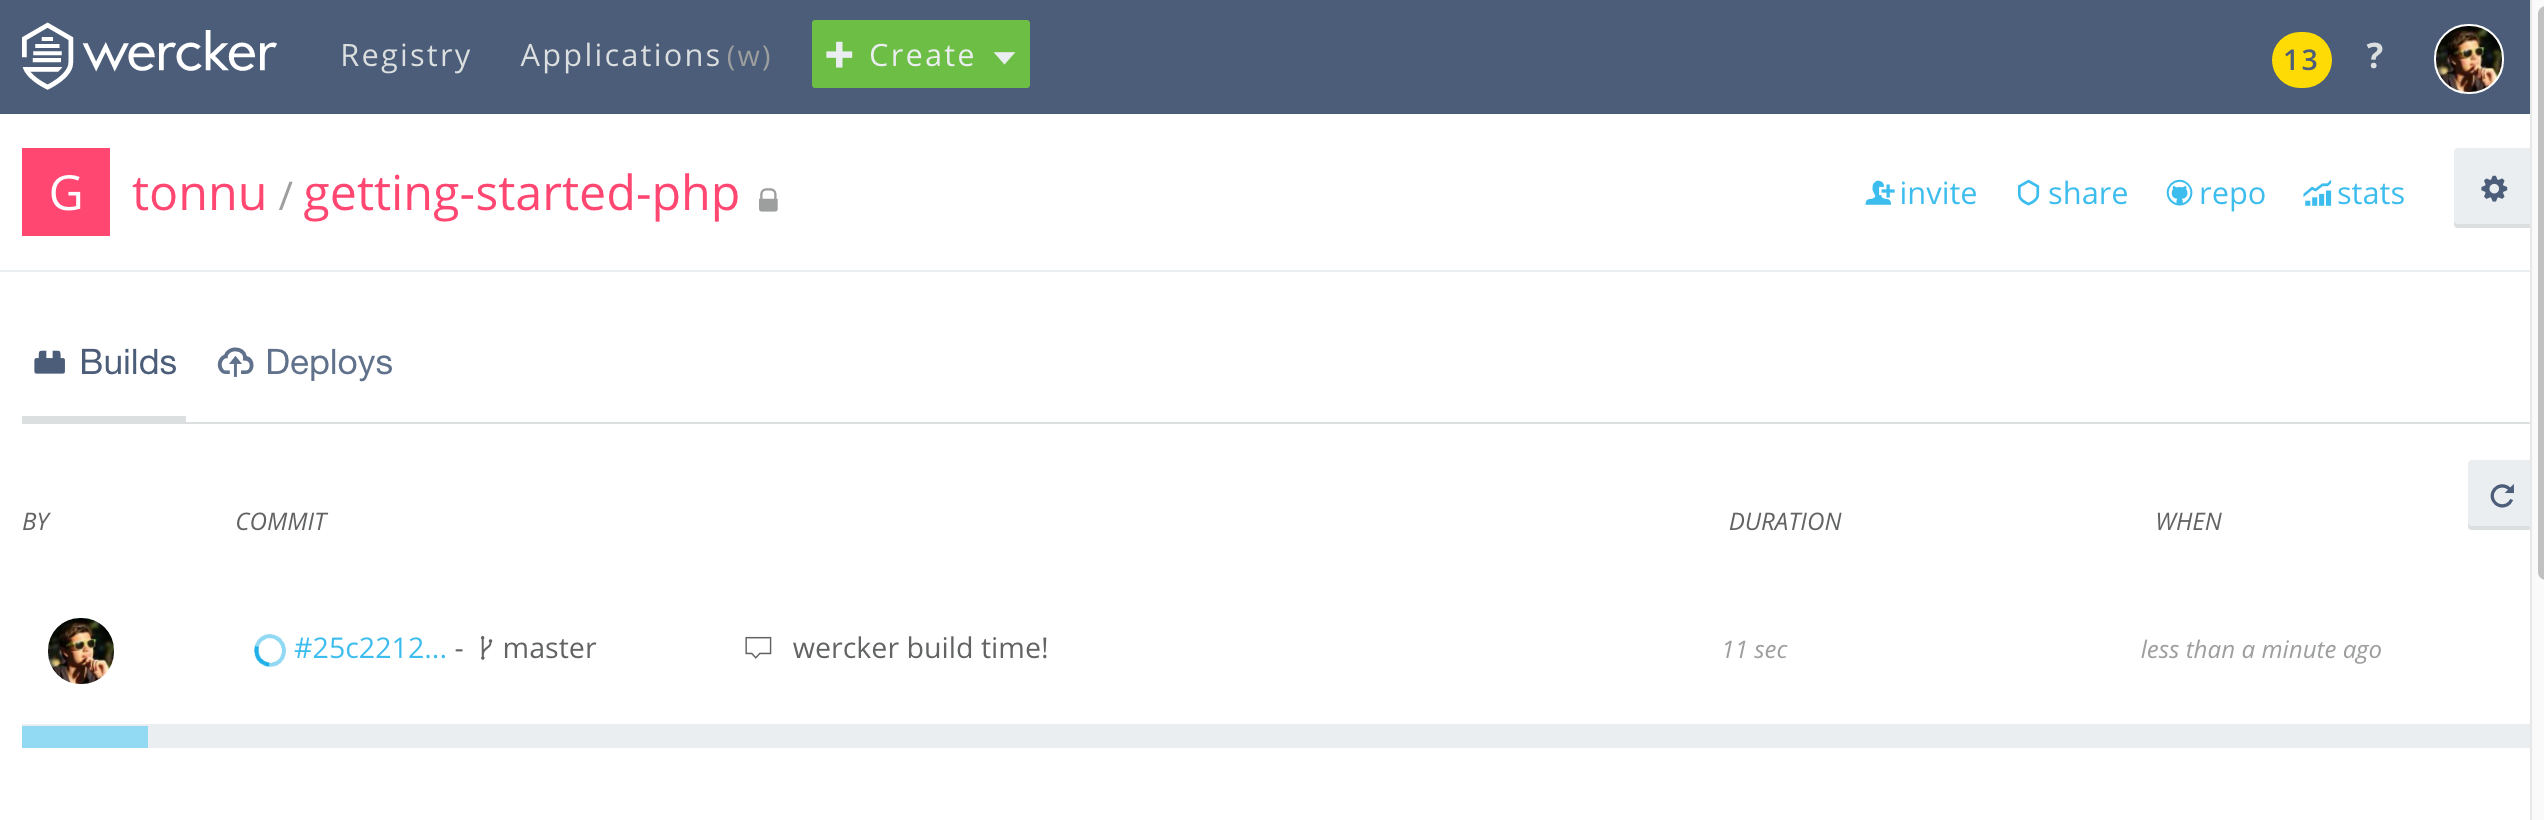 wercker Registry Applications (w) + Create 13 ?
G tonnu / getting-started-php invite share repo stats
Builds Deploys
BY COMMIT DURATION WHEN
#25c2212... - master wercker build time! 11 sec less than a minute ago